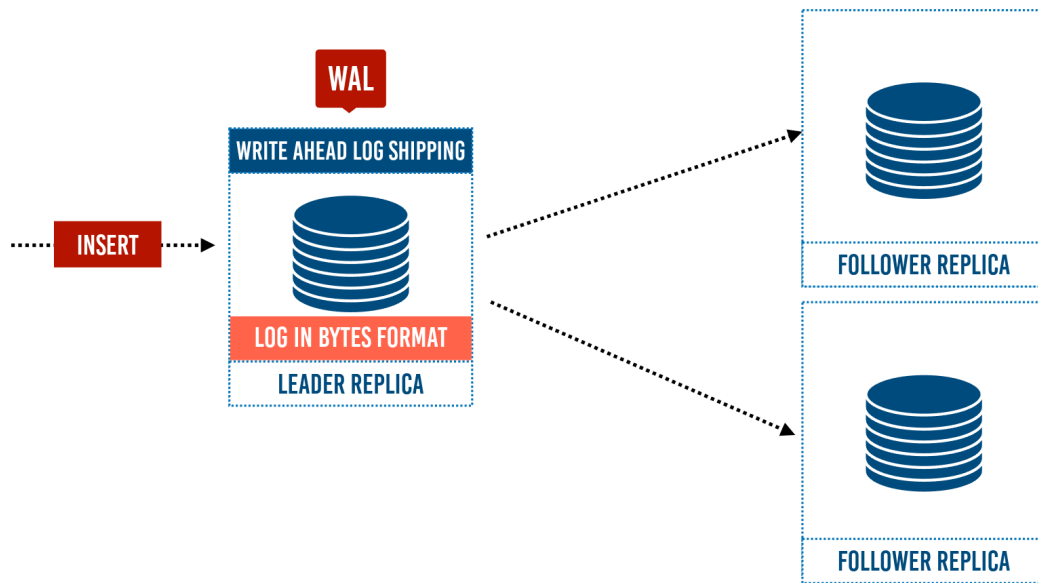 WAL
WRITE AHEAD LOG SHIPPING
INSERT
LOG IN BYTES FORMAT
LEADER REPLICA
FOLLOWER REPLICA
FOLLOWER REPLICA